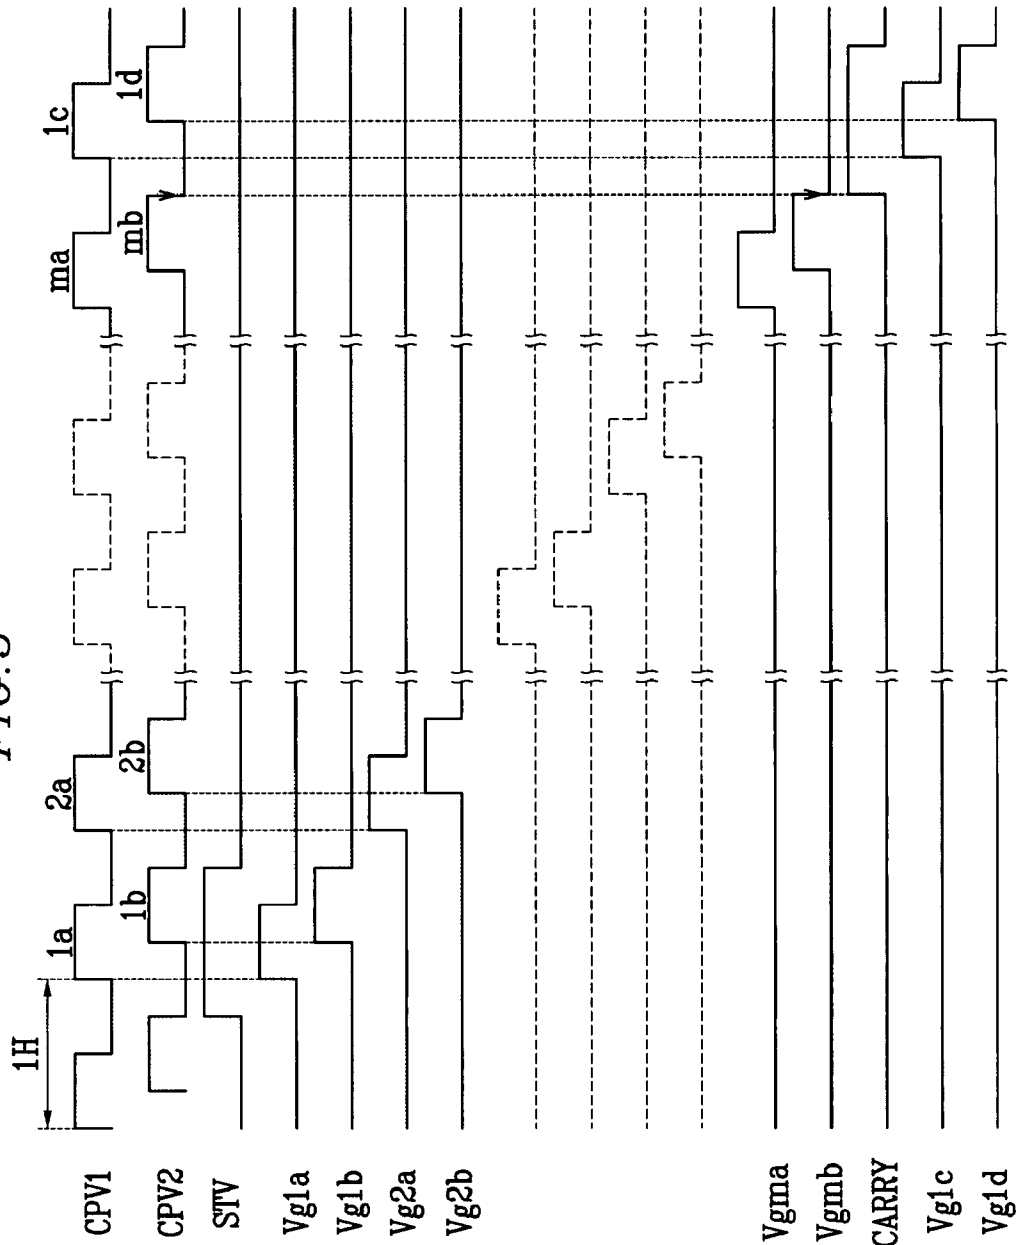 FIG.5
1H
CPV1 1a 2a ma 1c
CPV2 1b 2b mb 1d
STV
Vg1a
Vg1b
Vg2a
Vg2b
Vgma
Vgmb
CARRY
Vg1c
Vg1d